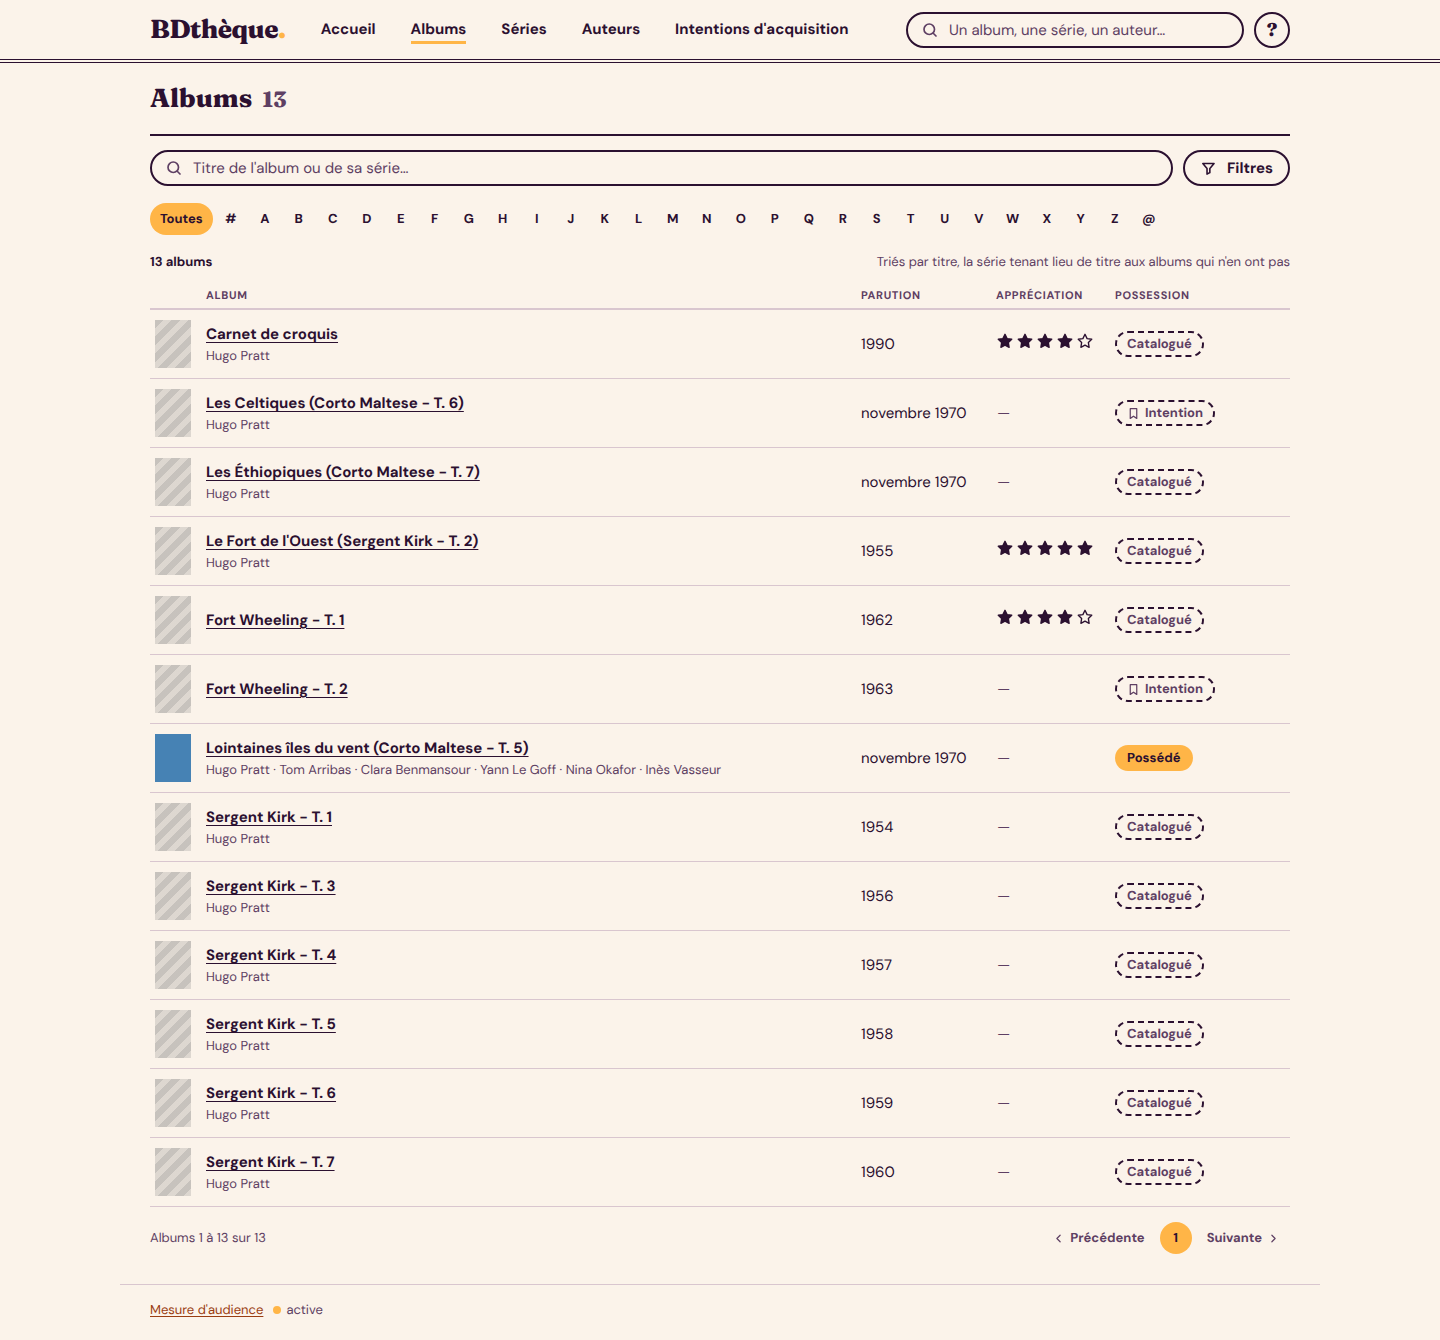 BDthèque. Accueil Albums Séries Auteurs Intentions d'acquisition Un album, une série, un auteur... ?
Albums 13
Titre de l'album ou de sa série... Filtres
Toutes # A B C D E F G H I J K L M N O P Q R S T U V W X Y Z @
13 albums Triés par titre, la série tenant lieu de titre aux albums qui n'en ont pas
ALBUM PARUTION APPRÉCIATION POSSESSION
Carnet de croquis
Hugo Pratt
1990 Catalogué
Les Celtiques (Corto Maltese - T. 6)
Hugo Pratt
novembre 1970 — Intention
Les Éthiopiques (Corto Maltese - T. 7)
Hugo Pratt
novembre 1970 — Catalogué
Le Fort de l'Ouest (Sergent Kirk - T. 2)
Hugo Pratt
1955 Catalogué
Fort Wheeling - T. 1 1962 Catalogué
Fort Wheeling - T. 2 1963 — Intention
Lointaines îles du vent (Corto Maltese - T. 5)
Hugo Pratt · Tom Arribas · Clara Benmansour · Yann Le Goff · Nina Okafor · Inès Vasseur
novembre 1970 — Possédé
Sergent Kirk - T. 1
Hugo Pratt
1954 — Catalogué
Sergent Kirk - T. 3
Hugo Pratt
1956 — Catalogué
Sergent Kirk - T. 4
Hugo Pratt
1957 — Catalogué
Sergent Kirk - T. 5
Hugo Pratt
1958 — Catalogué
Sergent Kirk - T. 6
Hugo Pratt
1959 — Catalogué
Sergent Kirk - T. 7
Hugo Pratt
1960 — Catalogué
Albums 1 à 13 sur 13 Précédente 1 Suivante
Mesure d'audience active